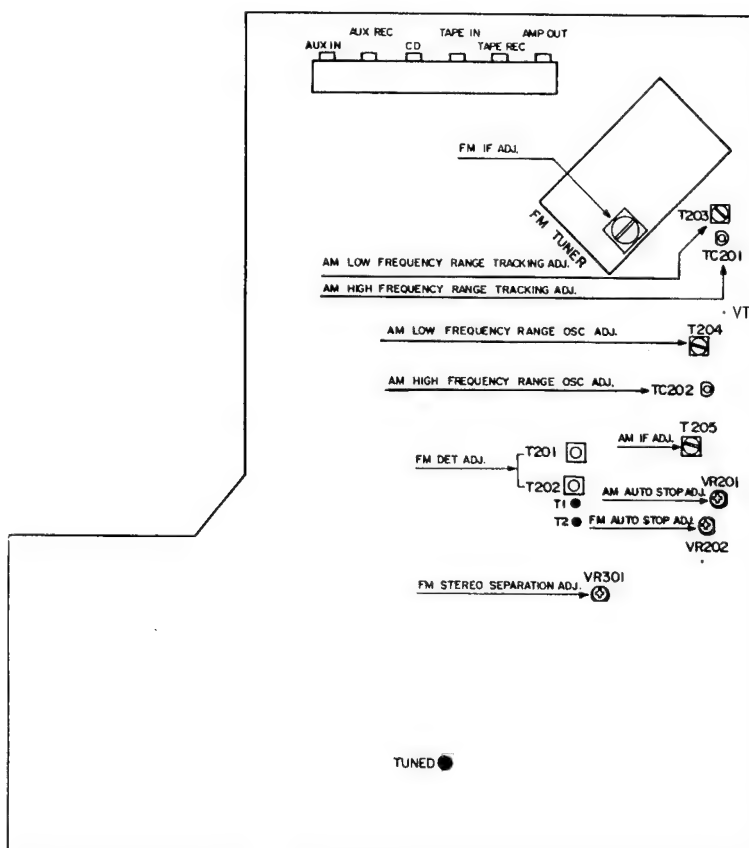 AUX REC TAPE IN AMP OUT
AUX IN CD TAPE REC
FM IF ADJ.
FM TUNER
T203
TC201
AM LOW FREQUENCY RANGE TRACKING ADJ.
AM HIGH FREQUENCY RANGE TRACKING ADJ.
VT
AM LOW FREQUENCY RANGE OSC ADJ. T204
AM HIGH FREQUENCY RANGE OSC ADJ. TC202
T205
AM IF ADJ.
FM DET ADJ. T201
T202
VR201
AM AUTO STOP ADJ.
T1
T2 FM AUTO STOP ADJ.
VR202
VR301
FM STEREO SEPARATION ADJ.
TUNED